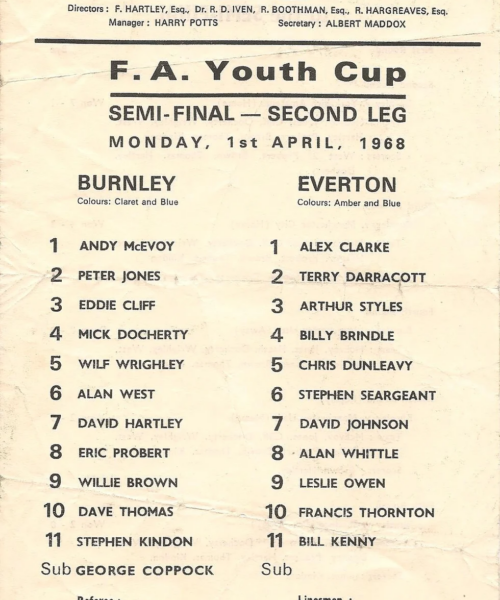 Directors : F. HARTLEY, Esq., Dr. R. D. IVEN, Esq., R. BOOTHMAN, Esq., R. HARGREAVES, Esq.
Manager : HARRY POTTS Secretary : ALBERT MADDOX
F. A. Youth Cup
SEMI-FINAL — SECOND LEG
MONDAY, 1st APRIL, 1968
BURNLEY EVERTON
Colours: Claret and Blue Colours: Amber and Blue
1 ANDY McEVOY 1 ALEX CLARKE
2 PETER JONES 2 TERRY DARRACOTT
3 EDDIE CLIFF 3 ARTHUR STYLES
4 MICK DOCHERTY 4 BILLY BRINDLE
5 WILF WRIGHLEY 5 CHRIS DUNLEAVY
6 ALAN WEST 6 STEPHEN SEARGEANT
7 DAVID HARTLEY 7 DAVID JOHNSON
8 ERIC PROBERT 8 ALAN WHITTLE
9 WILLIE BROWN 9 LESLIE OWEN
10 DAVE THOMAS 10 FRANCIS THORNTON
11 STEPHEN KINDON 11 BILL KENNY
Sub GEORGE COPPOCK Sub
Referee : Linesmen :